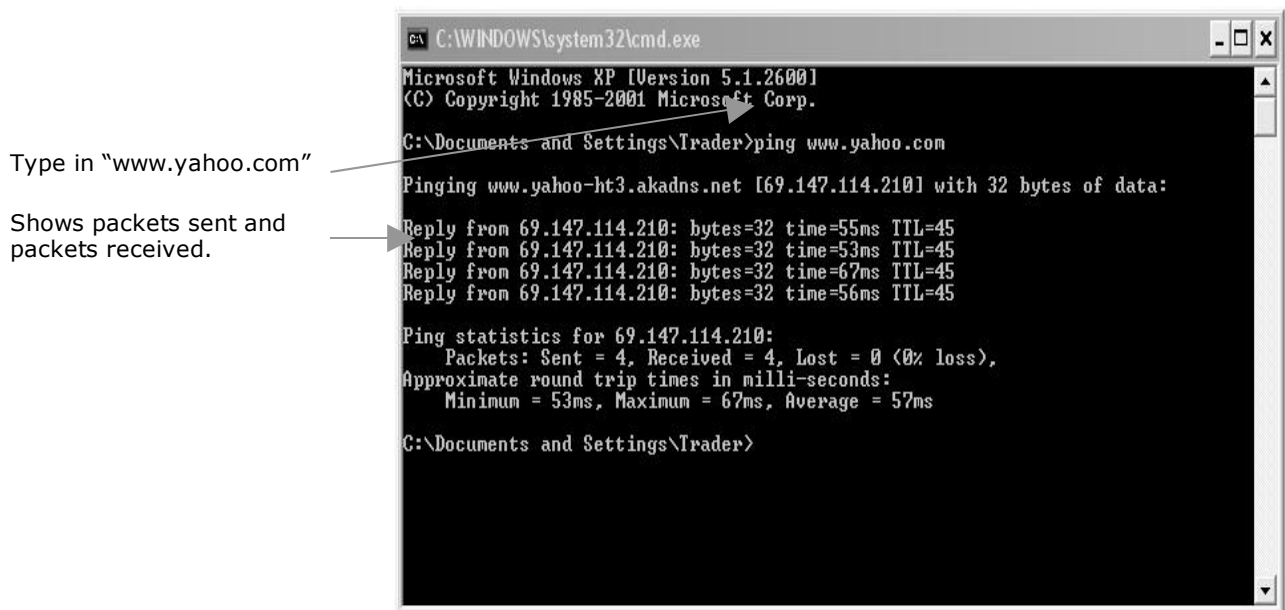 C:\WINDOWS\system32\cmd.exe
Microsoft Windows XP [Version 5.1.2600]
(C) Copyright 1985-2001 Microsoft Corp.
C:\Documents and Settings\Trader>ping www.yahoo.com
Type in “www.yahoo.com”
Pinging www.yahoo-ht3.akadns.net [69.147.114.210] with 32 bytes of data:
Shows packets sent and
packets received.
Reply from 69.147.114.210: bytes=32 time=55ms TTL=45
Reply from 69.147.114.210: bytes=32 time=53ms TTL=45
Reply from 69.147.114.210: bytes=32 time=67ms TTL=45
Reply from 69.147.114.210: bytes=32 time=56ms TTL=45
Ping statistics for 69.147.114.210:
Packets: Sent = 4, Received = 4, Lost = 0 (0% loss),
Approximate round trip times in milli-seconds:
Minimum = 53ms, Maximum = 67ms, Average = 57ms
C:\Documents and Settings\Trader>